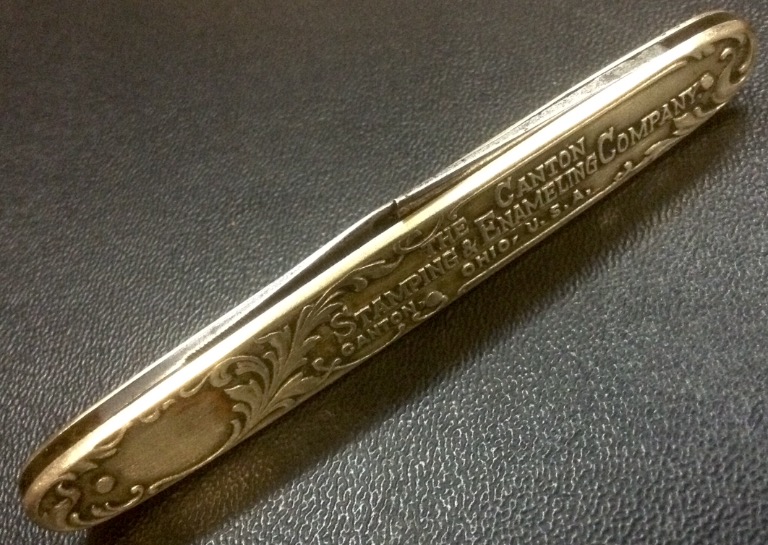 THE CANTON
STAMPING & ENAMELING COMPANY
CANTON, OHIO, U.S.A.